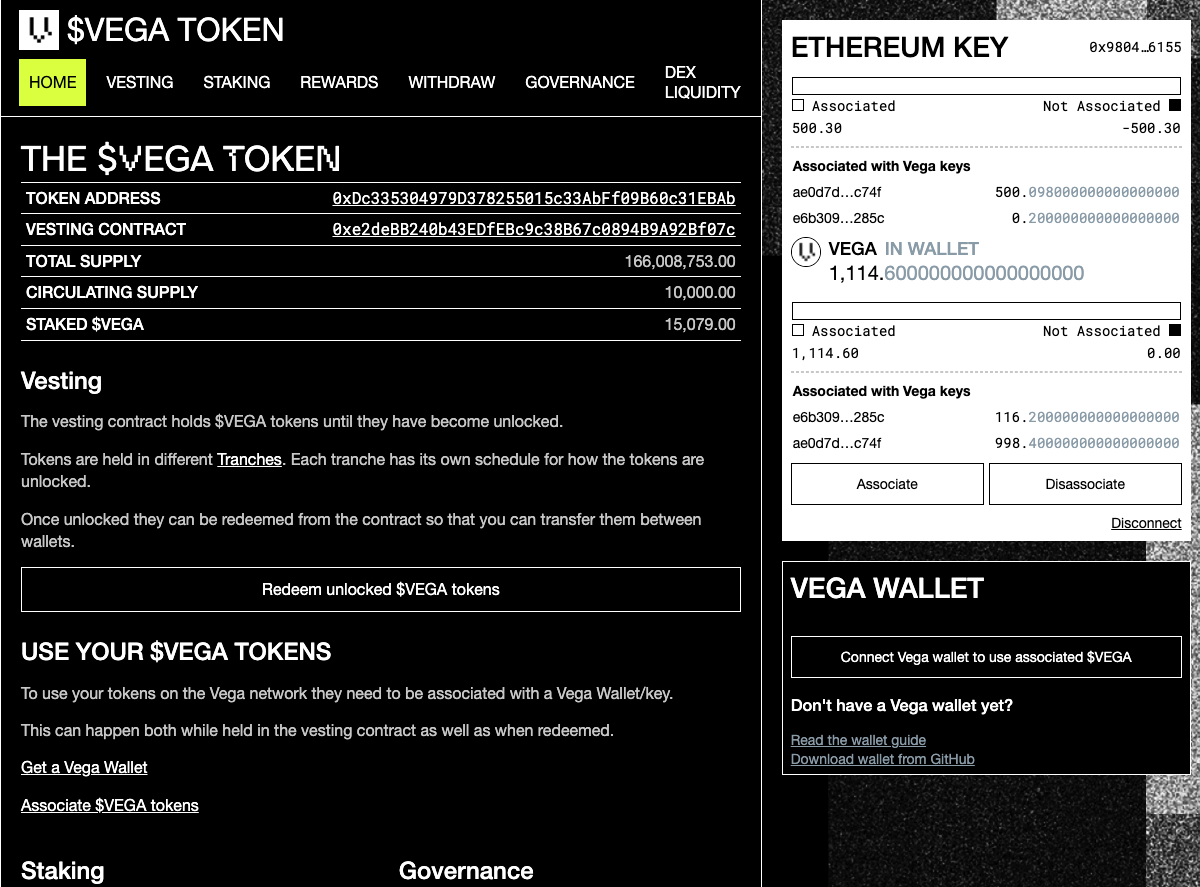 $VEGA TOKEN
HOME VESTING STAKING REWARDS WITHDRAW GOVERNANCE DEX LIQUIDITY
THE $VEGA TOKEN
TOKEN ADDRESS 0xDc335304979D378255015c33AbFf09B60c31EBAb
VESTING CONTRACT 0xe2deBB240b43EDfEBc9c38B67c0894B9A92Bf07c
TOTAL SUPPLY 166,008,753.00
CIRCULATING SUPPLY 10,000.00
STAKED $VEGA 15,079.00
Vesting
The vesting contract holds $VEGA tokens until they have become unlocked.
Tokens are held in different Tranches. Each tranche has its own schedule for how the tokens are
unlocked.
Once unlocked they can be redeemed from the contract so that you can transfer them between
wallets.
Redeem unlocked $VEGA tokens
USE YOUR $VEGA TOKENS
To use your tokens on the Vega network they need to be associated with a Vega Wallet/key.
This can happen both while held in the vesting contract as well as when redeemed.
Get a Vega Wallet
Associate $VEGA tokens
Staking Governance
ETHEREUM KEY 0x9804…6155
Associated Not Associated
500.30 -500.30
Associated with Vega keys
ae0d7d…c74f 500.098000000000000000
e6b309…285c 0.200000000000000000
VEGA IN WALLET
1,114.600000000000000000
Associated Not Associated
1,114.60 0.00
Associated with Vega keys
e6b309…285c 116.200000000000000000
ae0d7d…c74f 998.400000000000000000
Associate Disassociate
Disconnect
VEGA WALLET
Connect Vega wallet to use associated $VEGA
Don't have a Vega wallet yet?
Read the wallet guide
Download wallet from GitHub